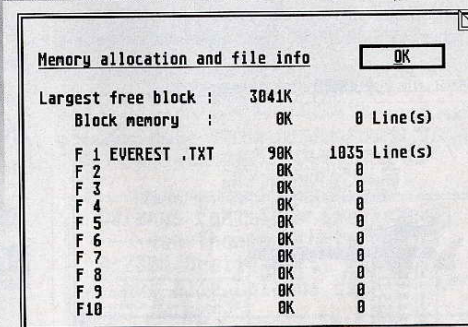 Memory allocation and file info OK
Largest free block : 3041K
Block memory : 0K 0 Line(s)
F 1 EVEREST .TXT 90K 1035 Line(s)
F 2 0K 0
F 3 0K 0
F 4 0K 0
F 5 0K 0
F 6 0K 0
F 7 0K 0
F 8 0K 0
F 9 0K 0
F10 0K 0